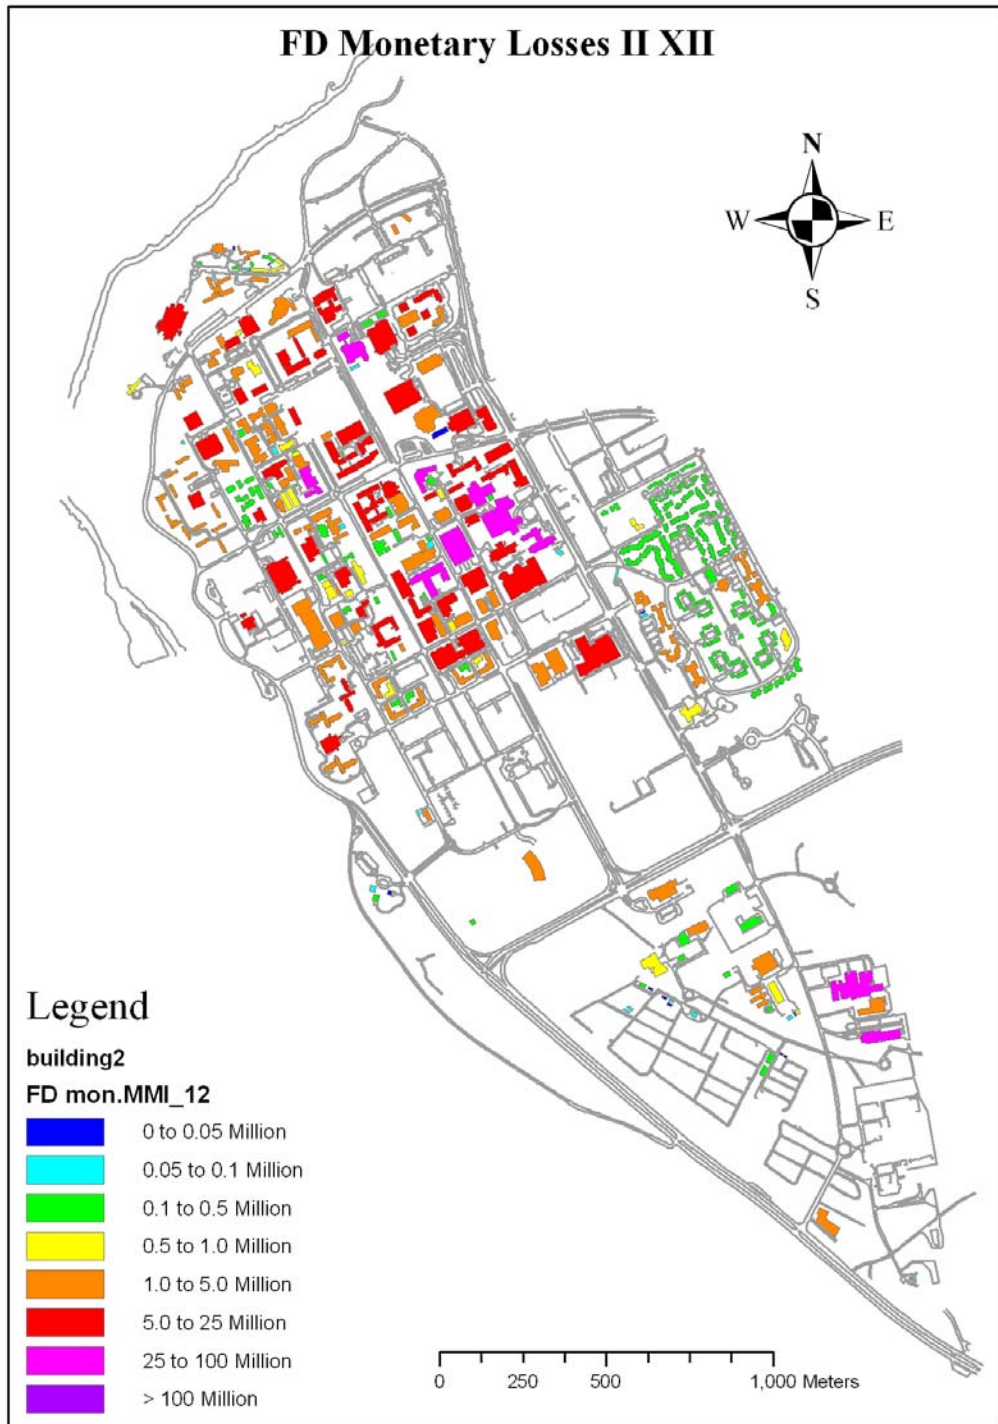 FD Monetary Losses II XII
N
W
E
S
Legend
building2
FD mon.MMI_12
0 to 0.05 Million
0.05 to 0.1 Million
0.1 to 0.5 Million
0.5 to 1.0 Million
1.0 to 5.0 Million
5.0 to 25 Million
25 to 100 Million
> 100 Million
0 250 500 1,000 Meters